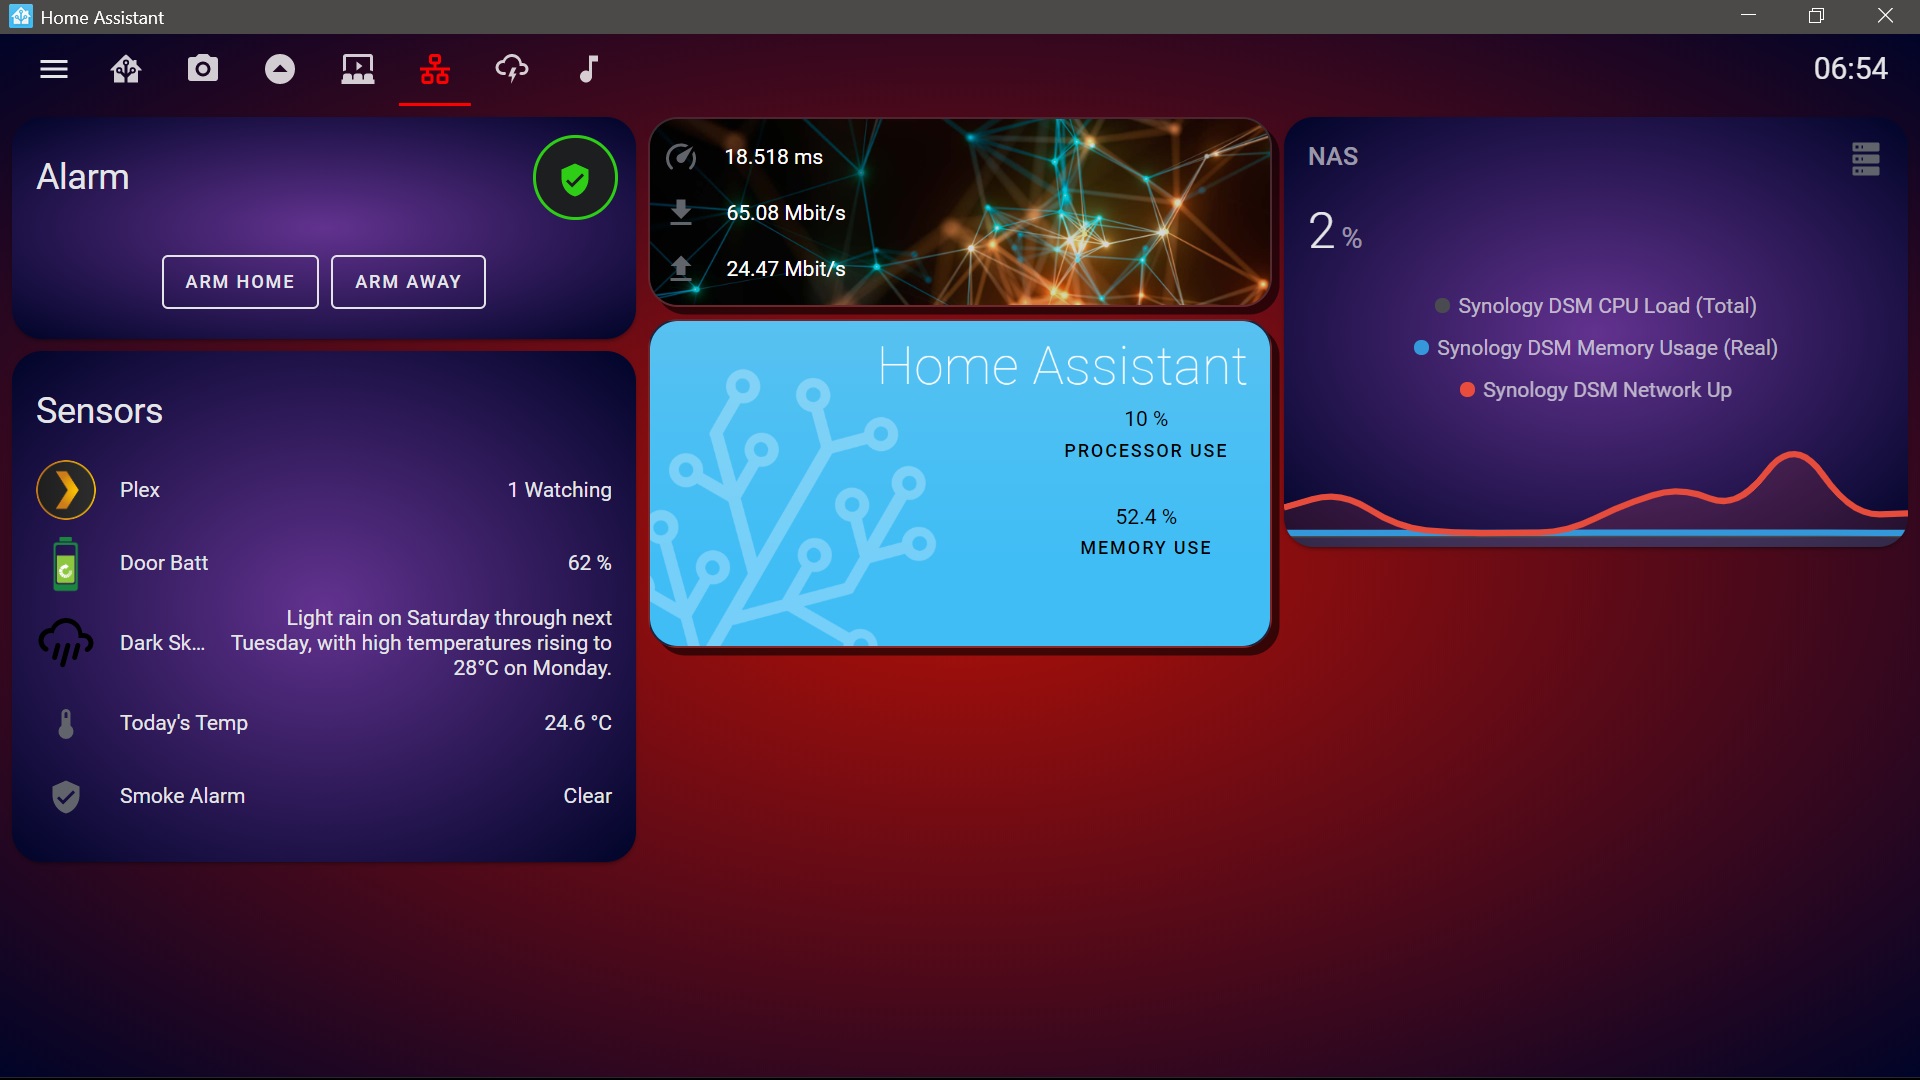 Home Assistant
06:54
Alarm
ARM HOME
ARM AWAY
Sensors
Plex
1 Watching
Door Batt
62 %
Dark Sk...
Light rain on Saturday through next
Tuesday, with high temperatures rising to
28°C on Monday.
Today's Temp
24.6 °C
Smoke Alarm
Clear
18.518 ms
65.08 Mbit/s
24.47 Mbit/s
Home Assistant
10 %
PROCESSOR USE
52.4 %
MEMORY USE
NAS
2 %
Synology DSM CPU Load (Total)
Synology DSM Memory Usage (Real)
Synology DSM Network Up